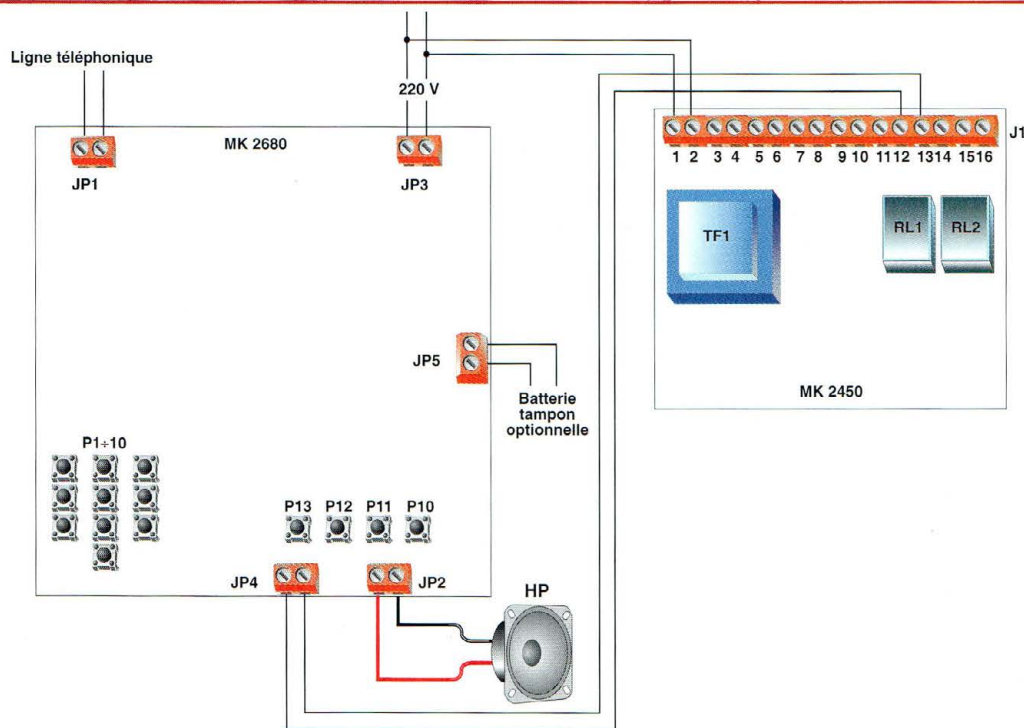 Ligne téléphonique
220 V
MK 2680
JP1
JP3
J1
1 2 3 4 5 6 7 8 9 10 11 12 13 14 15 16
TF1
RL1 RL2
JP5
MK 2450
Batterie
tampon
optionnelle
P1÷10
P13 P12 P11 P10
JP4
JP2
HP